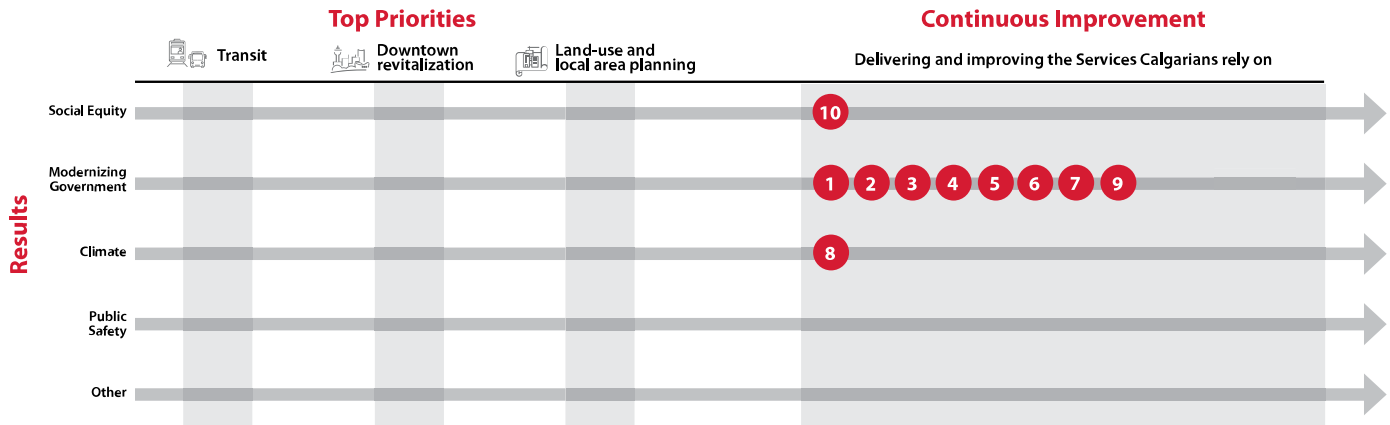 Top Priorities
Continuous Improvement
Transit
Downtown
revitalization
Land-use and
local area planning
Delivering and improving the Services Calgarians rely on
Results
Social Equity
10
Modernizing
Government
1 2 3 4 5 6 7 9
Climate
8
Public
Safety
Other